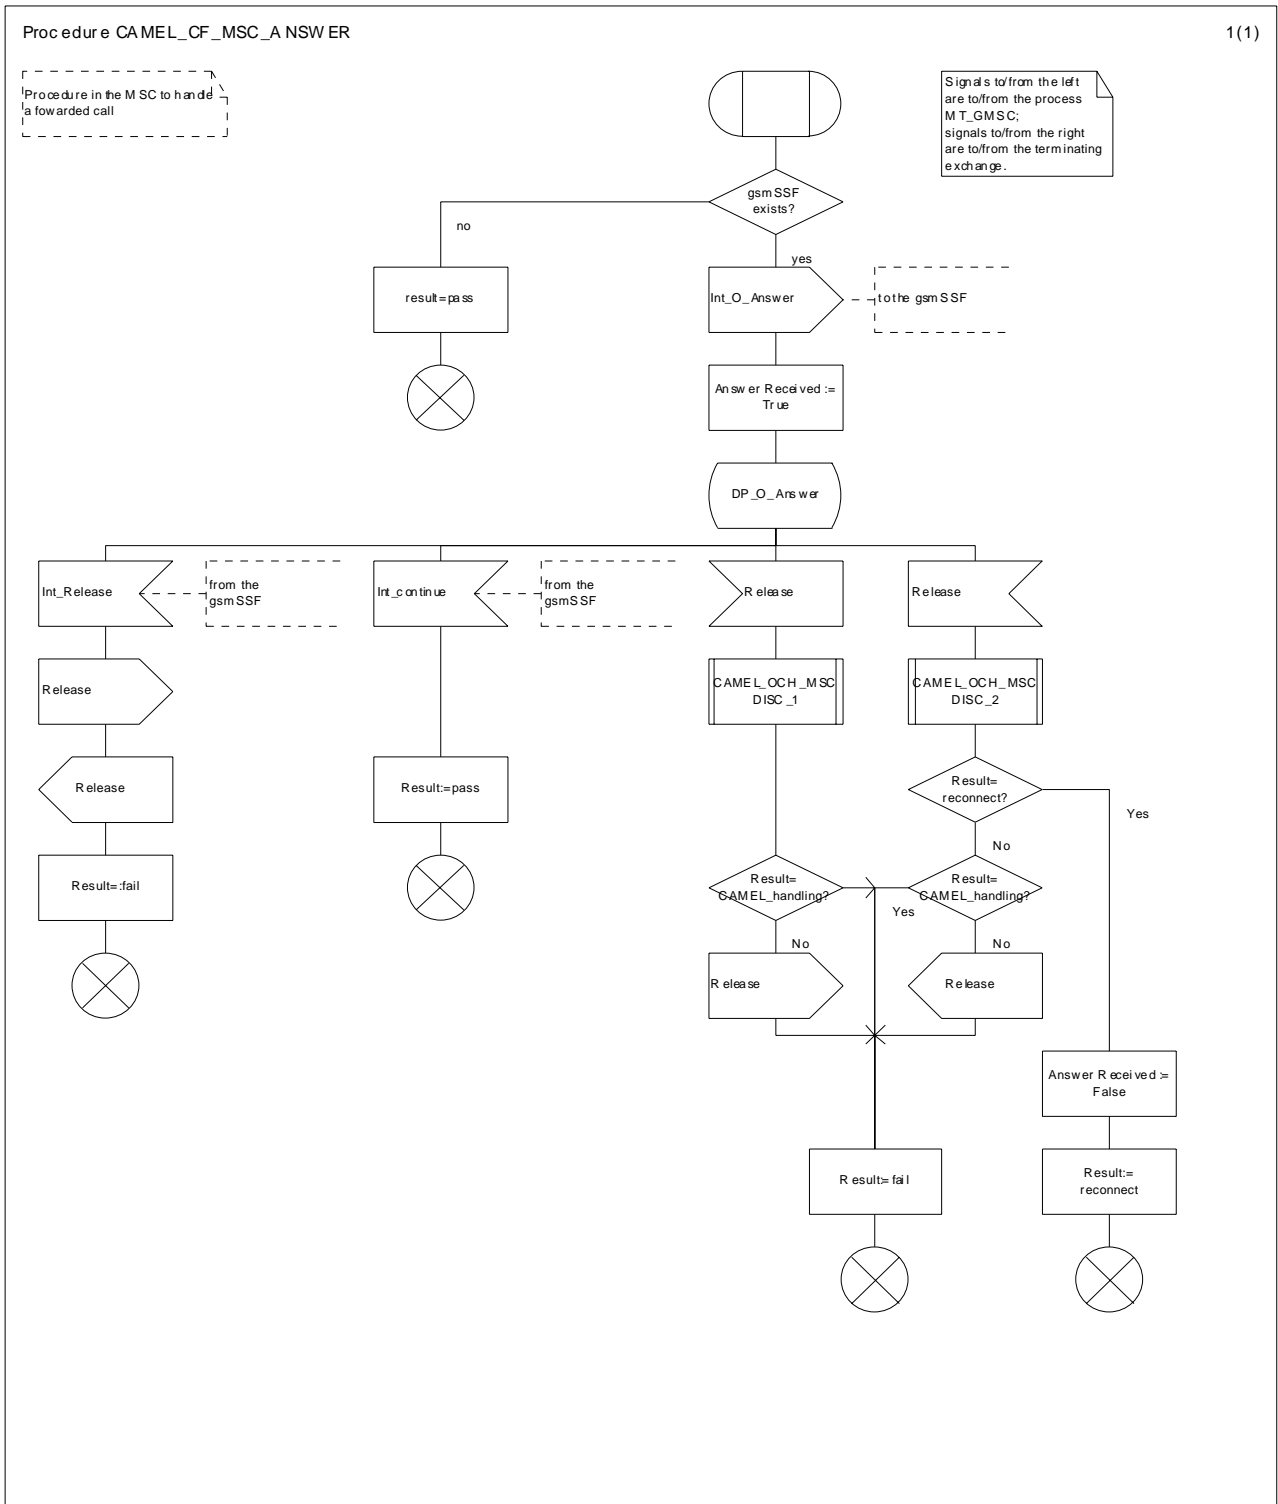 Procedure CAMEL_CF_MSC_ANSWER
1(1)
Procedure in the MSC to handle
a fowarded call
Signals to/from the left
are to/from the process
MT_GMSC;
signals to/from the right
are to/from the terminating
exchange.
gsmSSF
exists?
no
yes
result=pass
Int_O_Answer
to the gsmSSF
Answer Received :=
True
DP_O_Answer
Int_Release
from the
gsmSSF
Int_continue
from the
gsmSSF
Release
Release
Release
CAMEL_OCH_MSC
DISC_1
CAMEL_OCH_MSC
DISC_2
Release
Result:=pass
Result=
reconnect?
Yes
No
Result=:fail
Result=
CAMEL_handling?
Yes
Result=
CAMEL_handling?
No
No
Release
Release
Answer Received :=
False
Result:=fail
Result:=
reconnect